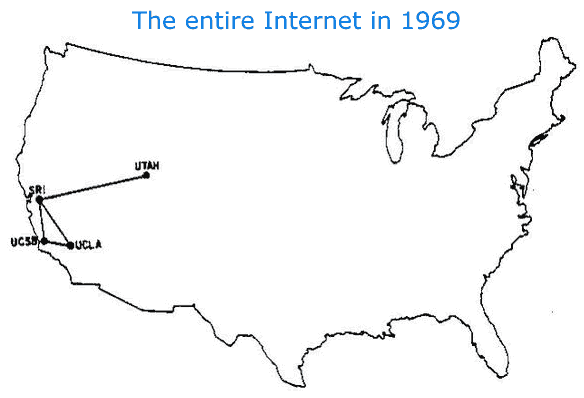 The entire Internet in 1969
UTAH
SRI
UCSB
UCLA